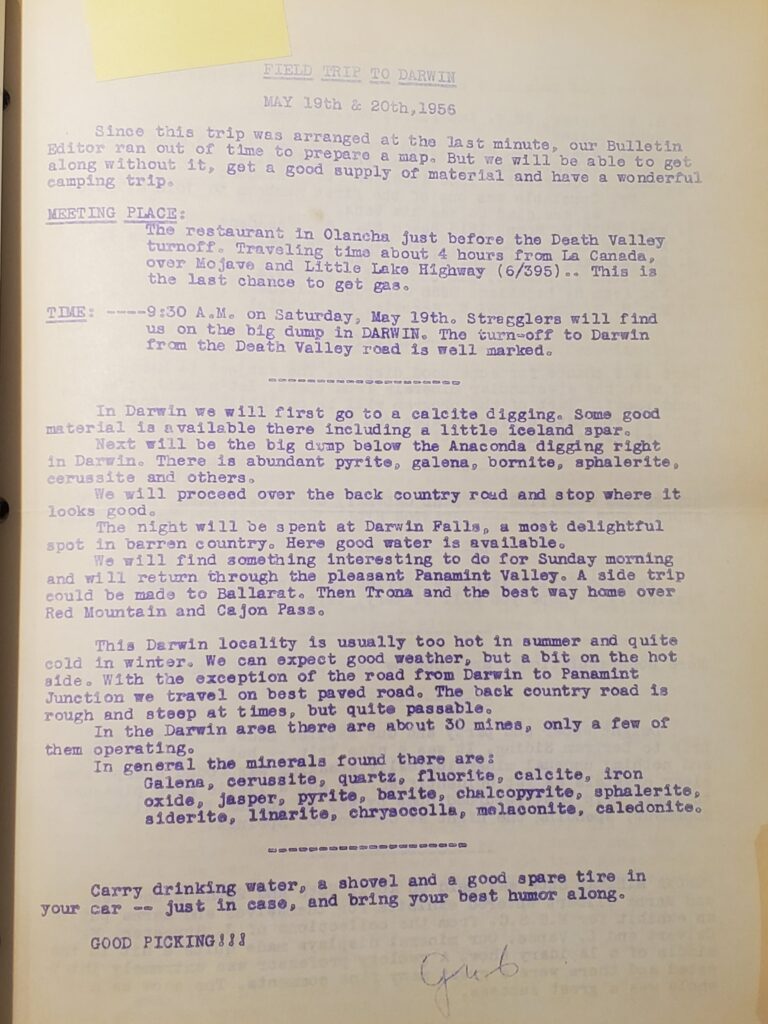 FIELD TRIP TO DARWIN
MAY 19th & 20th,1956
Since this trip was arranged at the last minute, our Bulletin
Editor ran out of time to prepare a map. But we will be able to get
along without it, get a good supply of material and have a wonderful
camping trip.
MEETING PLACE:
The restaurant in Olancha just before the Death Valley
turnoff. Traveling time about 4 hours from La Canada,
over Mojave and Little Lake Highway (6/395).. This is
the last chance to get gas.
TIME: ----9:30 A.M. on Saturday, May 19th. Stragglers will find
us on the big dump in DARWIN. The turn-off to Darwin
from the Death Valley road is well marked.
--------------------
In Darwin we will first go to a calcite digging. Some good
material is available there including a little iceland spar.
Next will be the big dump below the Anaconda digging right
in Darwin. There is abundant pyrite, galena, bornite, sphalerite,
cerussite and others.
We will proceed over the back country road and stop where it
looks good.
The night will be spent at Darwin Falls, a most delightful
spot in barren country. Here good water is available.
We will find something interesting to do for Sunday morning
and will return through the pleasant Panamint Valley. A side trip
could be made to Ballarat. Then Trona and the best way home over
Red Mountain and Cajon Pass.
This Darwin locality is usually too hot in summer and quite
cold in winter. We can expect good weather, but a bit on the hot
side. With the exception of the road from Darwin to Panamint
Junction we travel on best paved road. The back country road is
rough and steep at times, but quite passable.
In the Darwin area there are about 30 mines, only a few of
them operating.
In general the minerals found there are:
Galena, cerussite, quartz, fluorite, calcite, iron
oxide, jasper, pyrite, barite, chalcopyrite, sphalerite,
siderite, linarite, chrysocolla, melaconite, caledonite.
---------------------
Carry drinking water, a shovel and a good spare tire in
your car -- just in case, and bring your best humor along.
GOOD PICKING!!!